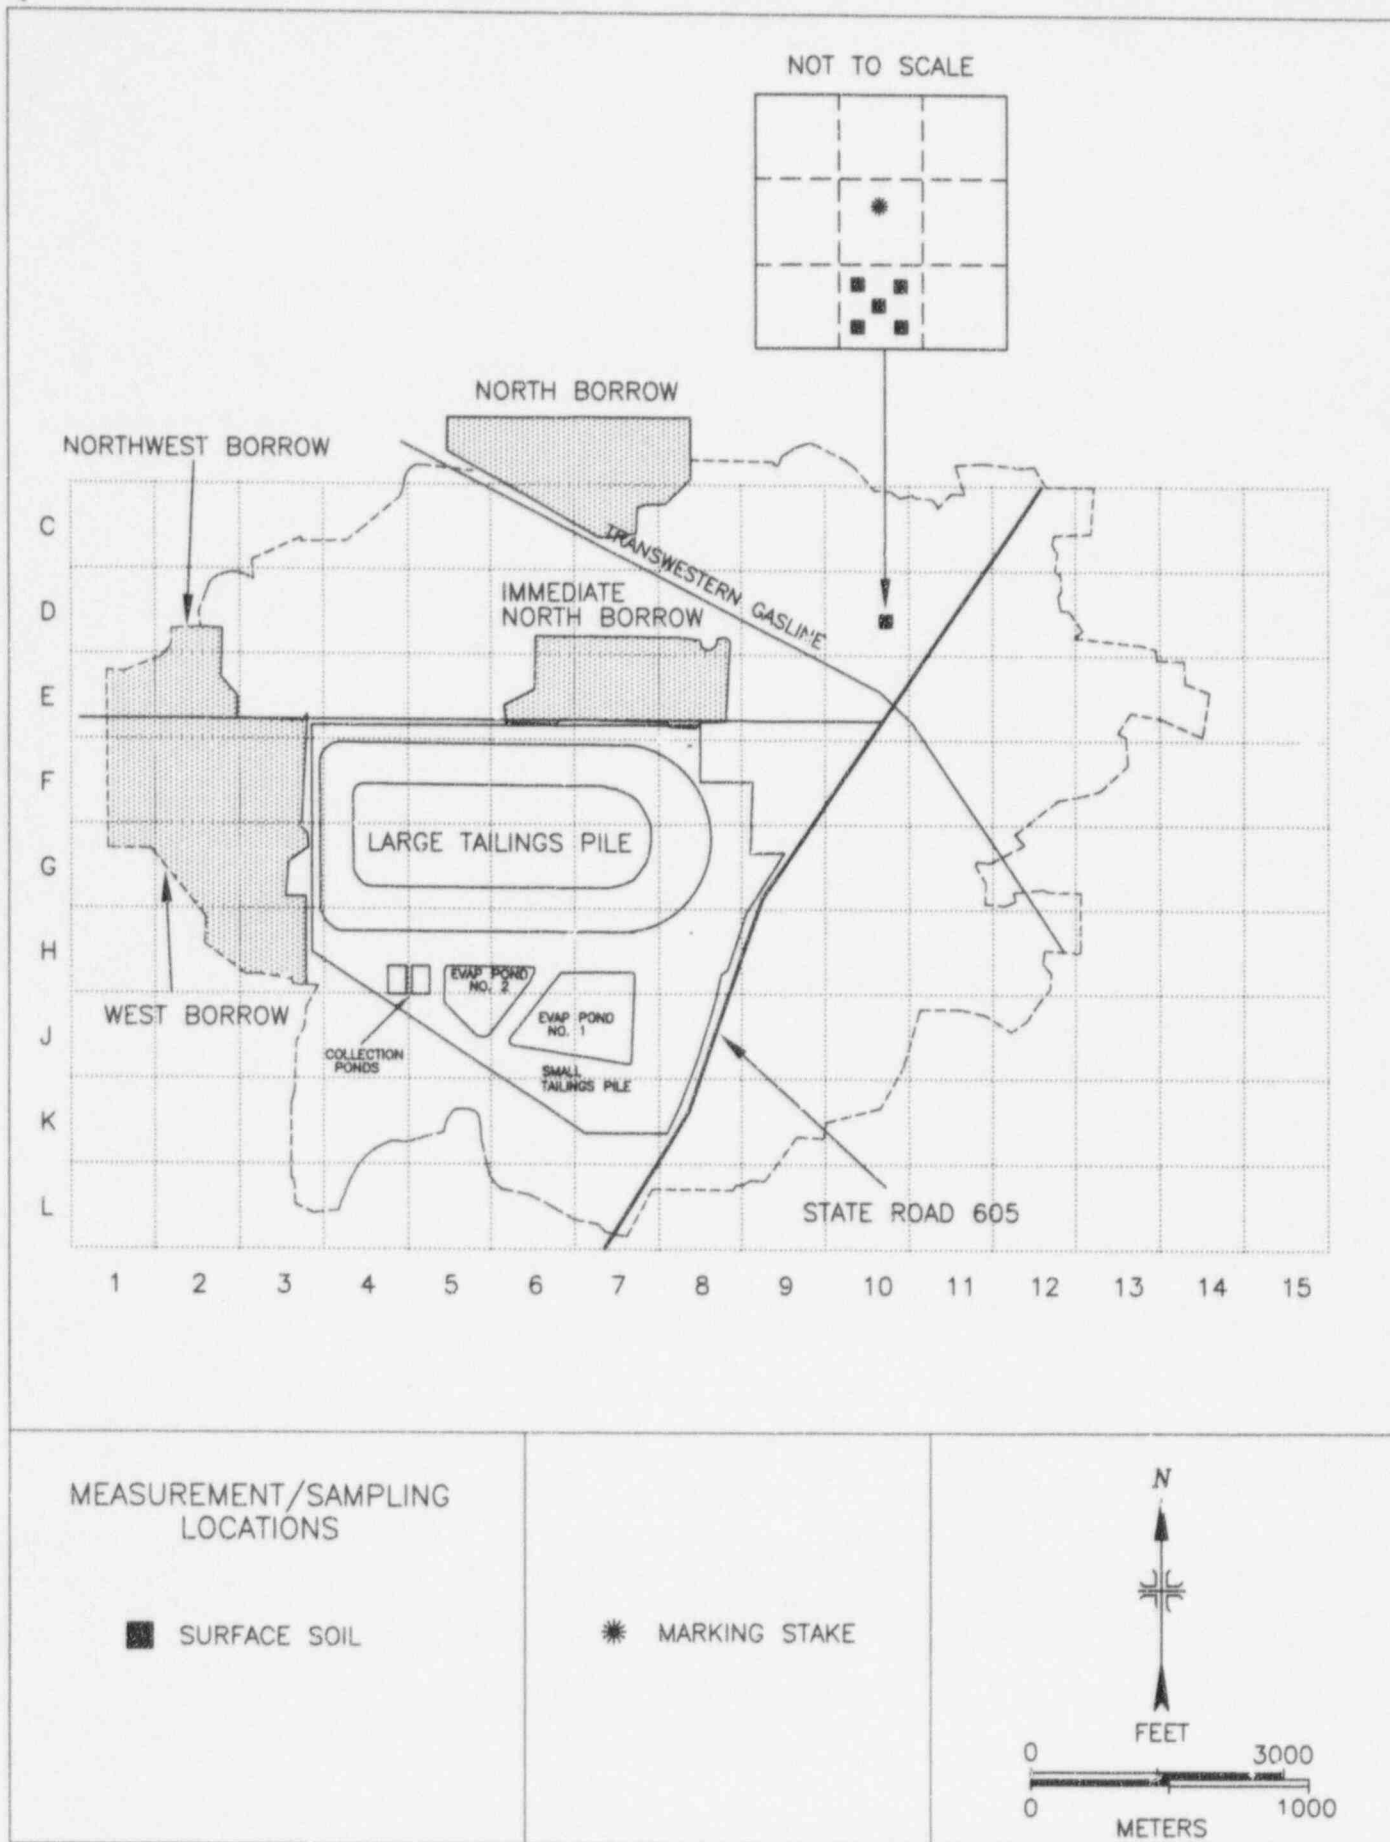 NOT TO SCALE
NORTH BORROW
NORTHWEST BORROW
C
TRANSWESTERN GASLINE
IMMEDIATE
NORTH BORROW
D
E
F
LARGE TAILINGS PILE
G
H
EVAP POND
NO. 2
WEST BORROW
EVAP POND
NO. 1
J
COLLECTION
PONDS
SMALL
TAILINGS PILE
K
L
STATE ROAD 605
1 2 3 4 5 6 7 8 9 10 11 12 13 14 15
MEASUREMENT/SAMPLING
LOCATIONS
SURFACE SOIL
MARKING STAKE
N
FEET
0 3000
0 1000
METERS